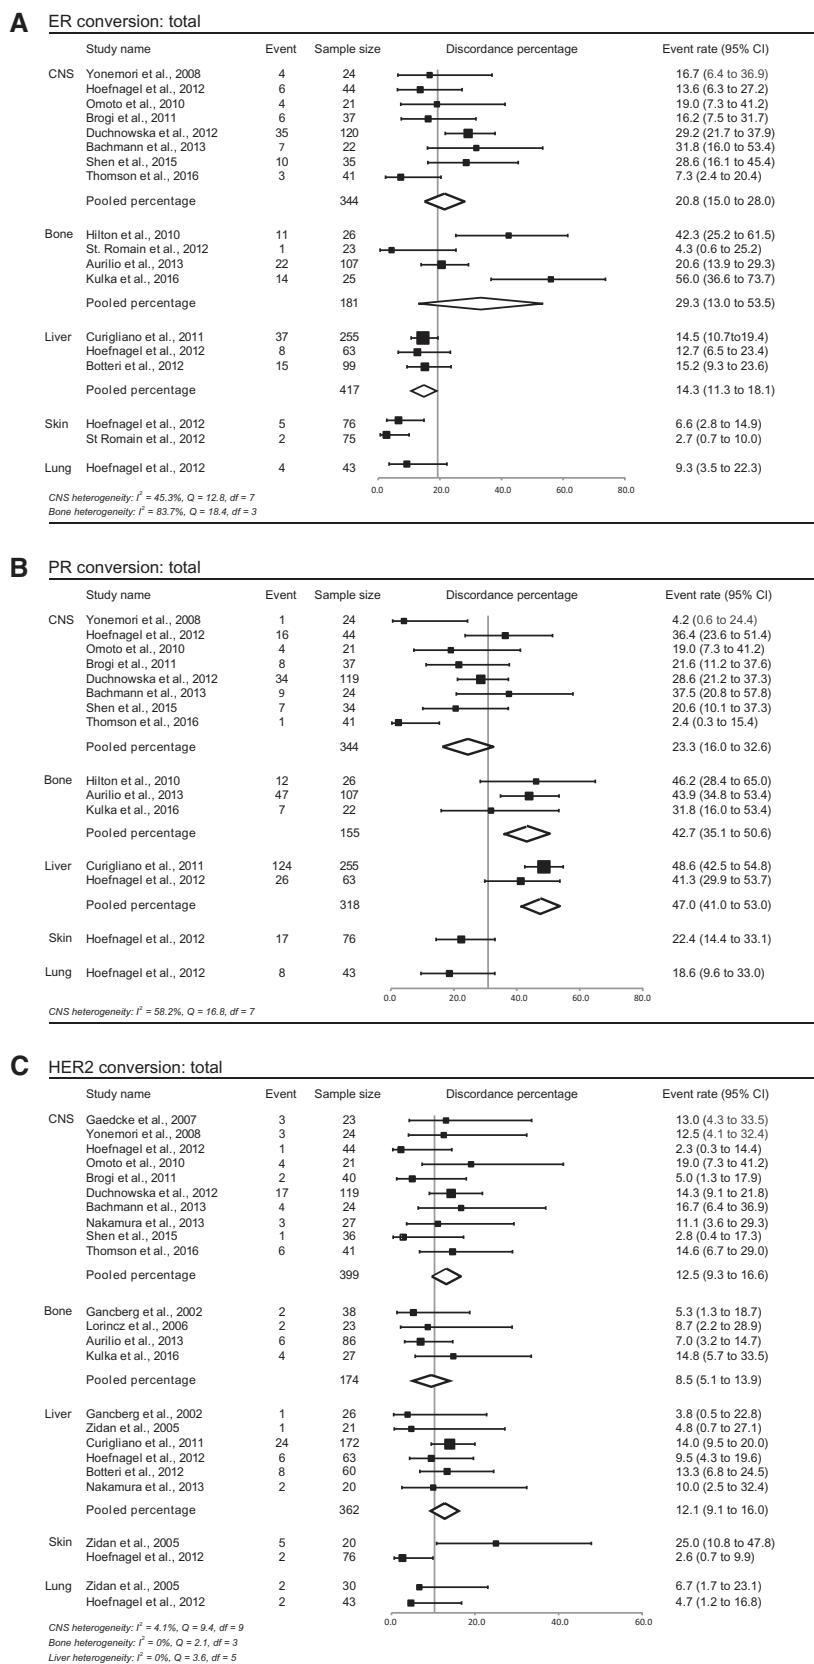 A ER conversion: total
Study name Event Sample size Discordance percentage Event rate (95% CI)
CNS Yonemori et al., 2008 4 24 16.7 (6.4 to 36.9)
Hoefnagel et al., 2012 6 44 13.6 (6.3 to 27.2)
Omoto et al., 2010 4 21 19.0 (7.3 to 41.2)
Brogi et al., 2011 6 37 16.2 (7.5 to 31.7)
Duchnowska et al., 2012 35 120 29.2 (21.7 to 37.9)
Bachmann et al., 2013 7 22 31.8 (16.0 to 53.4)
Shen et al., 2015 10 35 28.6 (16.1 to 45.4)
Thomson et al., 2016 3 41 7.3 (2.4 to 20.4)
Pooled percentage 344 20.8 (15.0 to 28.0)
Bone Hilton et al., 2010 11 26 42.3 (25.2 to 61.5)
St. Romain et al., 2012 1 23 4.3 (0.6 to 25.2)
Aurilio et al., 2013 22 107 20.6 (13.9 to 29.3)
Kulka et al., 2016 14 25 56.0 (36.6 to 73.7)
Pooled percentage 181 29.3 (13.0 to 53.5)
Liver Curigliano et al., 2011 37 255 14.5 (10.7to19.4)
Hoefnagel et al., 2012 8 63 12.7 (6.5 to 23.4)
Botteri et al., 2012 15 99 15.2 (9.3 to 23.6)
Pooled percentage 417 14.3 (11.3 to 18.1)
Skin Hoefnagel et al., 2012 5 76 6.6 (2.8 to 14.9)
St Romain et al., 2012 2 75 2.7 (0.7 to 10.0)
Lung Hoefnagel et al., 2012 4 43 9.3 (3.5 to 22.3)
0.0 20.0 40.0 60.0 80.0
CNS heterogeneity: I² = 45.3%, Q = 12.8, df = 7
Bone heterogeneity: I² = 83.7%, Q = 18.4, df = 3
B PR conversion: total
Study name Event Sample size Discordance percentage Event rate (95% CI)
CNS Yonemori et al., 2008 1 24 4.2 (0.6 to 24.4)
Hoefnagel et al., 2012 16 44 36.4 (23.6 to 51.4)
Omoto et al., 2010 4 21 19.0 (7.3 to 41.2)
Brogi et al., 2011 8 37 21.6 (11.2 to 37.6)
Duchnowska et al., 2012 34 119 28.6 (21.2 to 37.3)
Bachmann et al., 2013 9 24 37.5 (20.8 to 57.8)
Shen et al., 2015 7 34 20.6 (10.1 to 37.3)
Thomson et al., 2016 1 41 2.4 (0.3 to 15.4)
Pooled percentage 344 23.3 (16.0 to 32.6)
Bone Hilton et al., 2010 12 26 46.2 (28.4 to 65.0)
Aurilio et al., 2013 47 107 43.9 (34.8 to 53.4)
Kulka et al., 2016 7 22 31.8 (16.0 to 53.4)
Pooled percentage 155 42.7 (35.1 to 50.6)
Liver Curigliano et al., 2011 124 255 48.6 (42.5 to 54.8)
Hoefnagel et al., 2012 26 63 41.3 (29.9 to 53.7)
Pooled percentage 318 47.0 (41.0 to 53.0)
Skin Hoefnagel et al., 2012 17 76 22.4 (14.4 to 33.1)
Lung Hoefnagel et al., 2012 8 43 18.6 (9.6 to 33.0)
0.0 20.0 40.0 60.0 80.0
CNS heterogeneity: I² = 58.2%, Q = 16.8, df = 7
C HER2 conversion: total
Study name Event Sample size Discordance percentage Event rate (95% CI)
CNS Gaedcke et al., 2007 3 23 13.0 (4.3 to 33.5)
Yonemori et al., 2008 3 24 12.5 (4.1 to 32.4)
Hoefnagel et al., 2012 1 44 2.3 (0.3 to 14.4)
Omoto et al., 2010 4 21 19.0 (7.3 to 41.2)
Brogi et al., 2011 2 40 5.0 (1.3 to 17.9)
Duchnowska et al., 2012 17 119 14.3 (9.1 to 21.8)
Bachmann et al., 2013 4 24 16.7 (6.4 to 36.9)
Nakamura et al., 2013 3 27 11.1 (3.6 to 29.3)
Shen et al., 2015 1 36 2.8 (0.4 to 17.3)
Thomson et al., 2016 6 41 14.6 (6.7 to 29.0)
Pooled percentage 399 12.5 (9.3 to 16.6)
Bone Gancberg et al., 2002 2 38 5.3 (1.3 to 18.7)
Lorincz et al., 2006 2 23 8.7 (2.2 to 28.9)
Aurilio et al., 2013 6 86 7.0 (3.2 to 14.7)
Kulka et al., 2016 4 27 14.8 (5.7 to 33.5)
Pooled percentage 174 8.5 (5.1 to 13.9)
Liver Gancberg et al., 2002 1 26 3.8 (0.5 to 22.8)
Zidan et al., 2005 1 21 4.8 (0.7 to 27.1)
Curigliano et al., 2011 24 172 14.0 (9.5 to 20.0)
Hoefnagel et al., 2012 6 63 9.5 (4.3 to 19.6)
Botteri et al., 2012 8 60 13.3 (6.8 to 24.5)
Nakamura et al., 2013 2 20 10.0 (2.5 to 32.4)
Pooled percentage 362 12.1 (9.1 to 16.0)
Skin Zidan et al., 2005 5 20 25.0 (10.8 to 47.8)
Hoefnagel et al., 2012 2 76 2.6 (0.7 to 9.9)
Lung Zidan et al., 2005 2 30 6.7 (1.7 to 23.1)
Hoefnagel et al., 2012 2 43 4.7 (1.2 to 16.8)
0.0 20.0 40.0 60.0
CNS heterogeneity: I² = 4.1%, Q = 9.4, df = 9
Bone heterogeneity: I² = 0%, Q = 2.1, df = 3
Liver heterogeneity: I² = 0%, Q = 3.6, df = 5